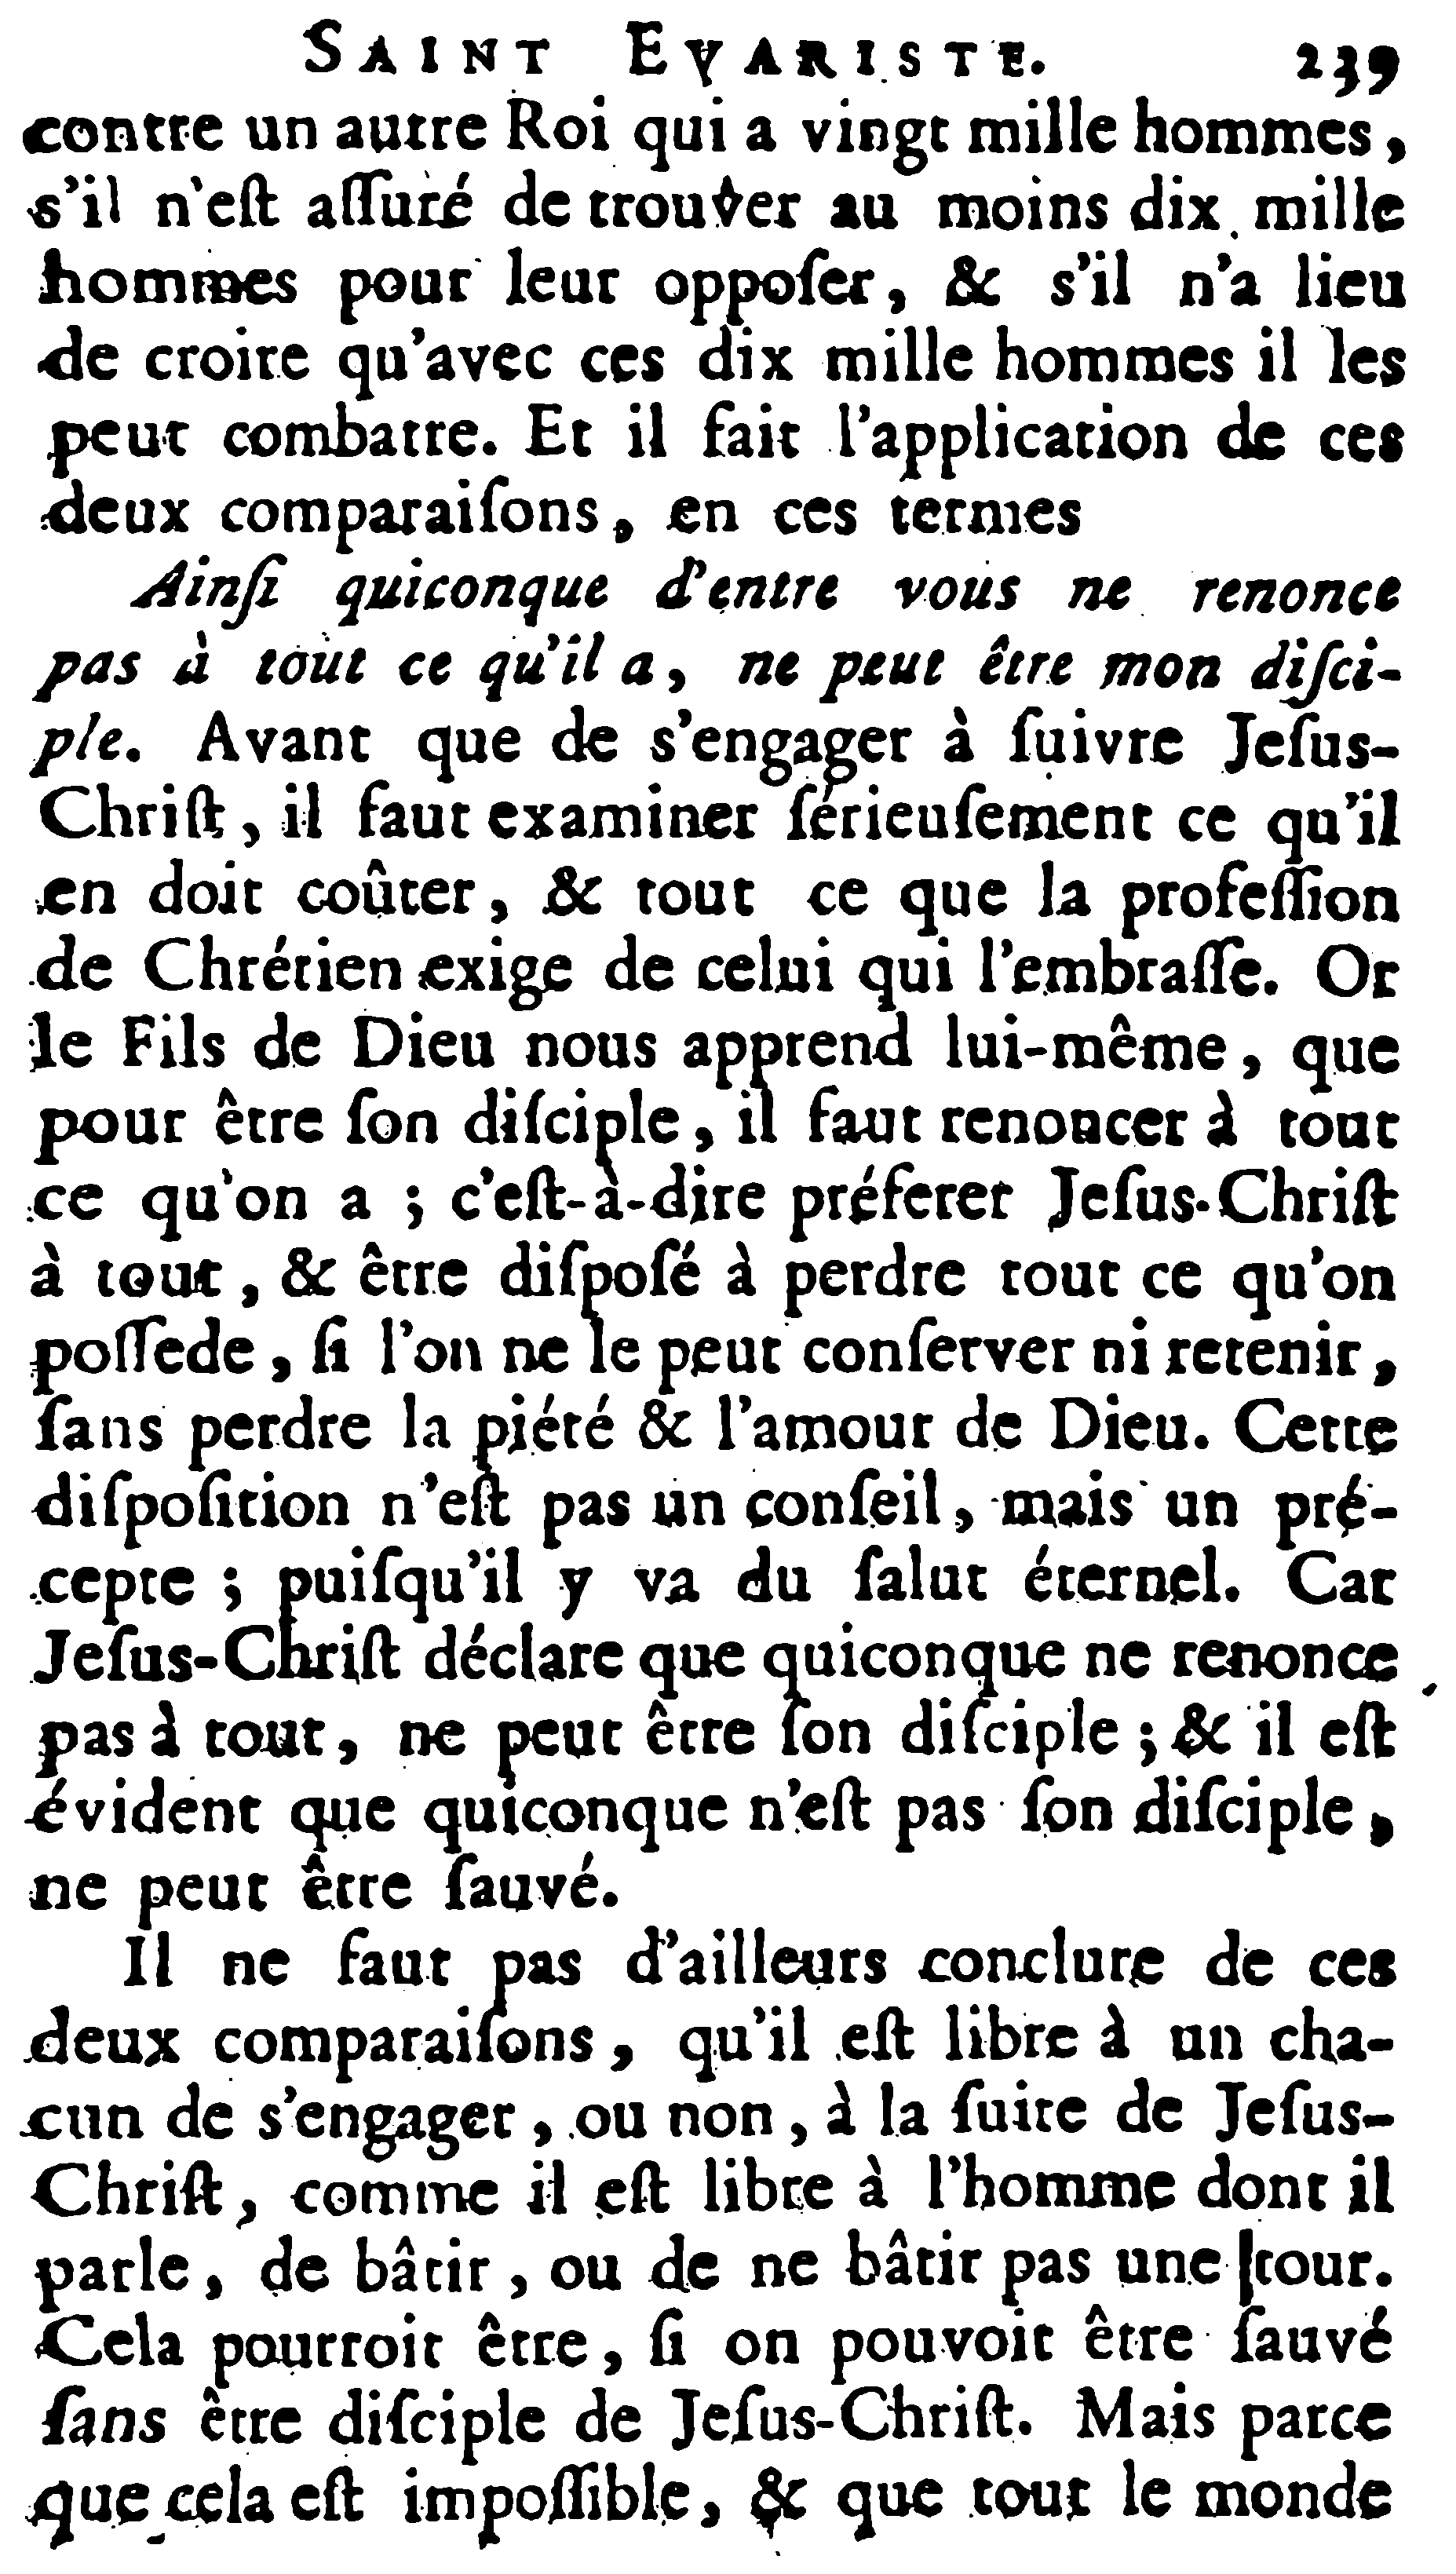 SAINT EVARISTE. 239
contre un autre Roi qui a vingt mille hommes,
s'il n'eſt aſſuré de trouver au moins dix mille
hommes pour leur oppoſer, & s'il n'a lieu
de croire qu'avec ces dix mille hommes il les
peut combatre. Et il fait l'application de ces
deux comparaiſons, en ces termes
Ainſi quiconque d'entre vous ne renonce
pas à tout ce qu'il a, ne peut être mon diſci-
ple. Avant que de s'engager à ſuivre Jeſus-
Chriſt, il faut examiner ſérieuſement ce qu'il
en doit coûter, & tout ce que la profeſſion
de Chrétien exige de celui qui l'embraſſe. Or
le Fils de Dieu nous apprend lui-même, que
pour être ſon diſciple, il faut renoncer à tout
ce qu'on a ; c'eſt-à-dire préferer Jeſus-Chriſt
à tout, & être diſpoſé à perdre tout ce qu'on
poſſede, ſi l'on ne le peut conſerver ni retenir,
ſans perdre la piété & l'amour de Dieu. Cette
diſpoſition n'eſt pas un conſeil, mais un pré-
cepte ; puiſqu'il y va du ſalut éternel. Car
Jeſus-Chriſt déclare que quiconque ne renonce
pas à tout, ne peut être ſon diſciple ; & il eſt
évident que quiconque n'eſt pas ſon diſciple,
ne peut être ſauvé.
Il ne faut pas d'ailleurs conclure de ces
deux comparaiſons, qu'il eſt libre à un cha-
cun de s'engager, ou non, à la ſuite de Jeſus-
Chriſt, comme il eſt libre à l'homme dont il
parle, de bâtir, ou de ne bâtir pas une tour.
Cela pourroit être, ſi on pouvoit être ſauvé
ſans être diſciple de Jeſus-Chriſt. Mais parce
que cela eſt impoſſible, & que tout le monde